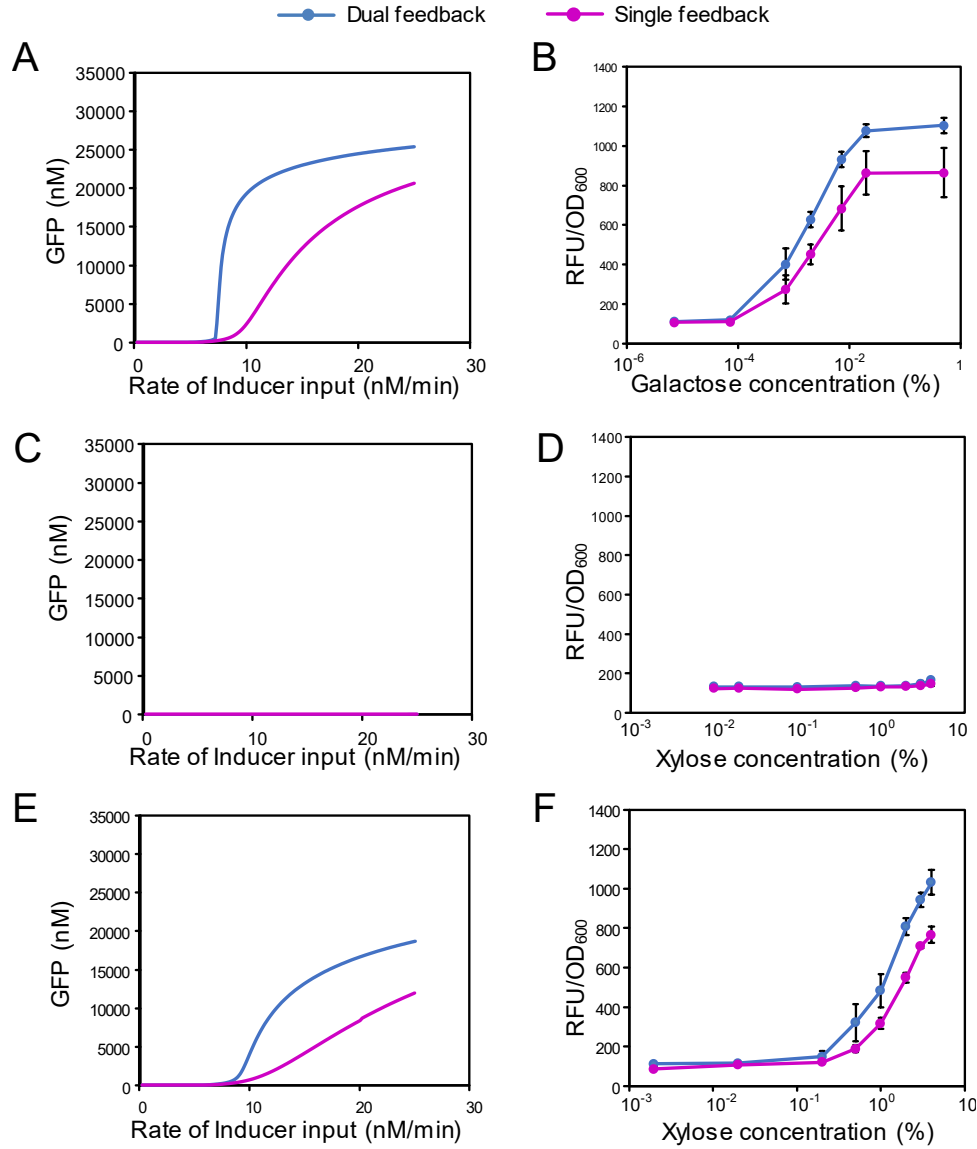 Dual feedback Single feedback
A
35000
30000
25000
20000
15000
10000
5000
0
GFP (nM)
0 10 20 30
Rate of Inducer input (nM/min)
B
1400
1200
1000
800
600
400
200
0
RFU/OD600
10-6 10-4 10-2 1
Galactose concentration (%)
C
35000
30000
25000
20000
15000
10000
5000
0
GFP (nM)
0 10 20 30
Rate of Inducer input (nM/min)
D
1400
1200
1000
800
600
400
200
0
RFU/OD600
10-3 10-2 10-1 100 10
Xylose concentration (%)
E
35000
30000
25000
20000
15000
10000
5000
0
GFP (nM)
0 10 20 30
Rate of Inducer input (nM/min)
F
1400
1200
1000
800
600
400
200
0
RFU/OD600
10-3 10-2 10-1 100 10
Xylose concentration (%)